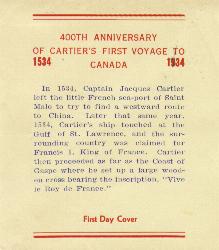 400TH ANNIVERSARY
OF CARTIER'S FIRST VOYAGE TO
1534 CANADA 1934
In 1534, Captain Jacques Cartier
left the little French sea-port of Saint
Malo to try to find a westward route
to China. Later that same year,
1534, Cartier's ship touched at the
Gulf of St. Lawrence, and the sur-
rounding country was claimed for
Francis 1, King of France. Cartier
then proceeded as far as the Coast of
Gaspe where he set up a large wood-
en cross bearing the inscription, "Vive
le Roy de France."
First Day Cover